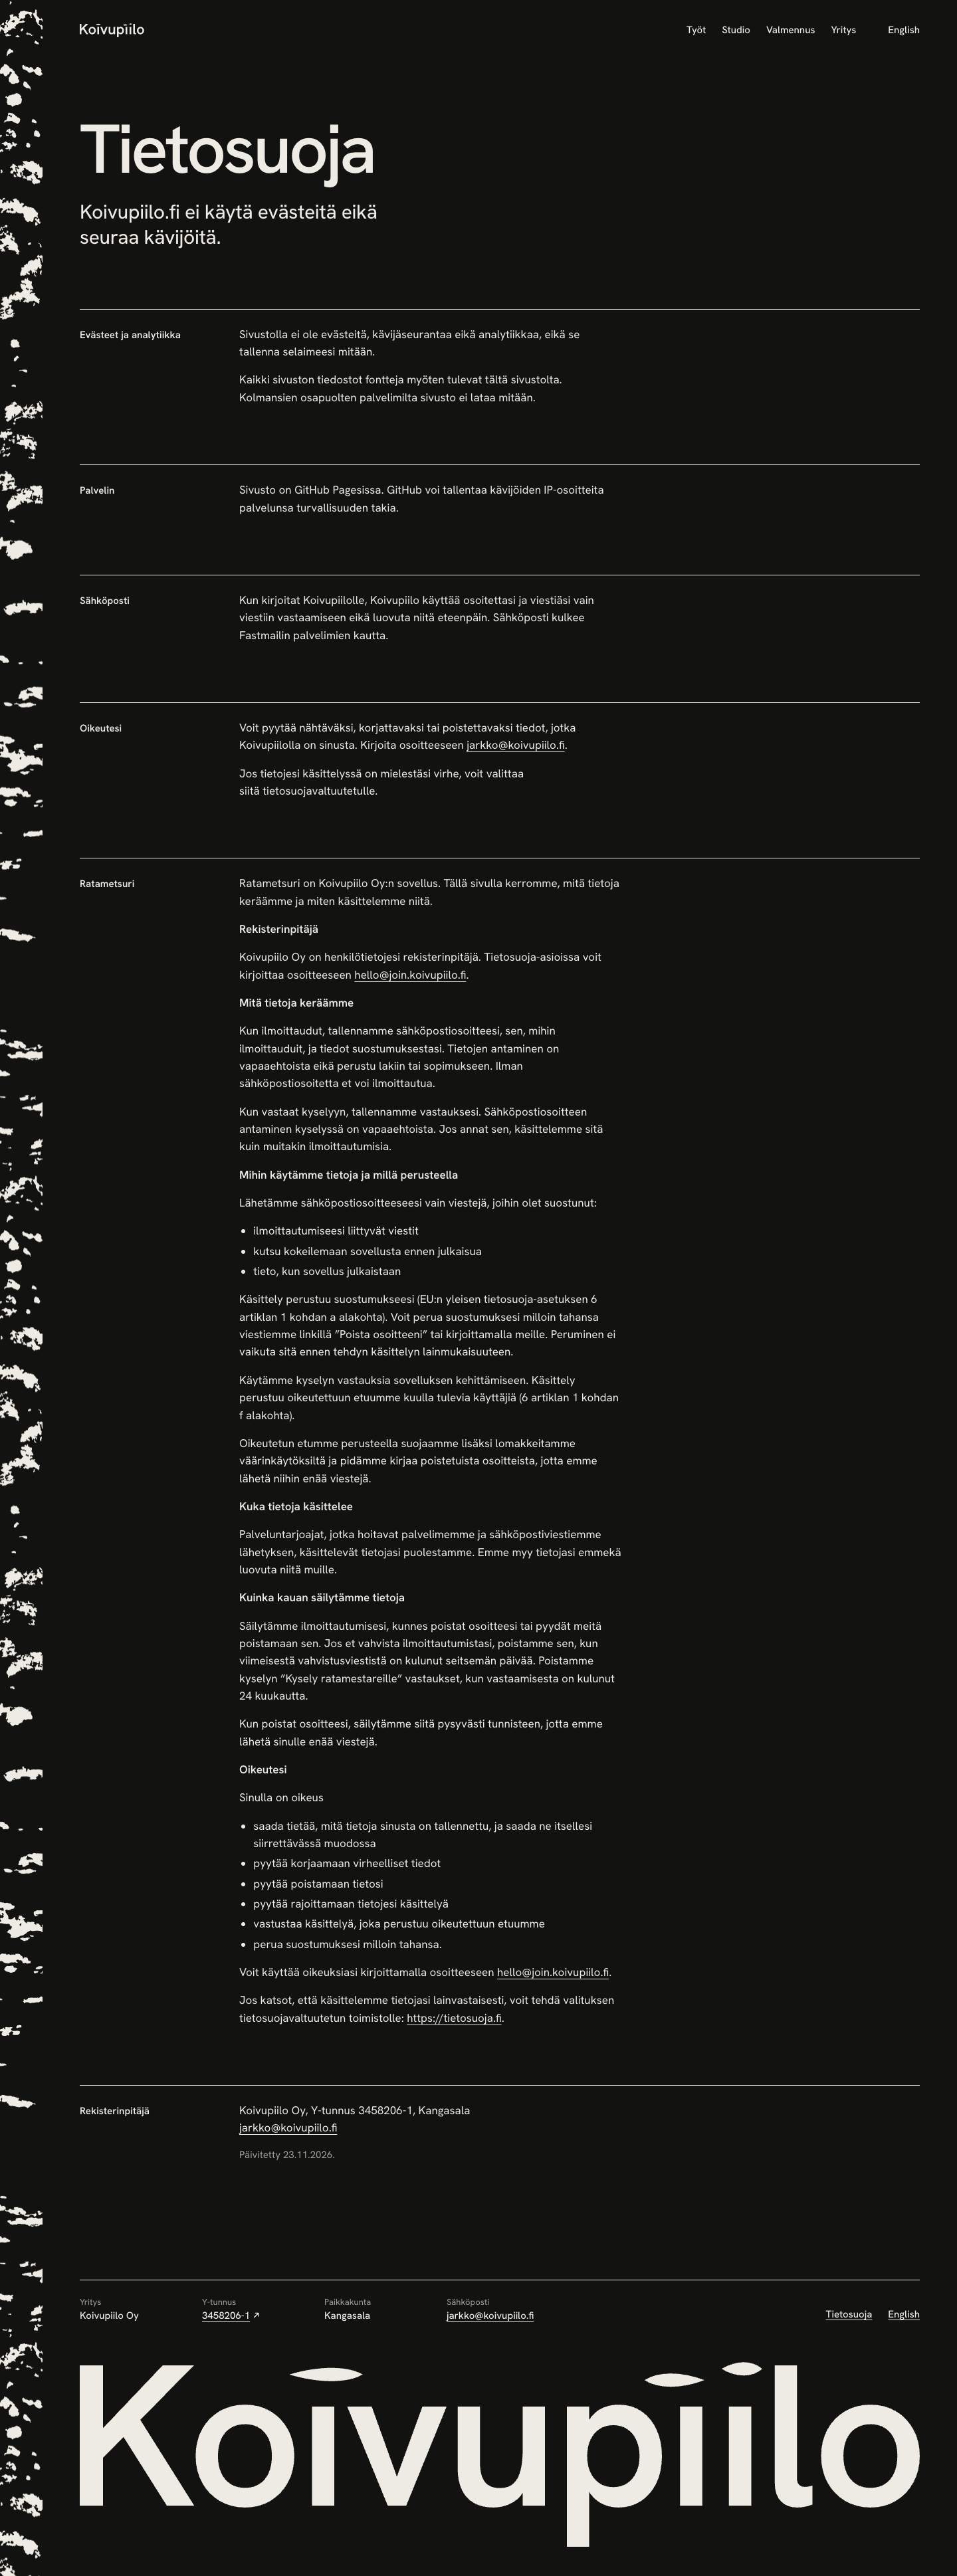 Koivupiilo
Työt Studio Valmennus Yritys English
Tietosuoja
Koivupiilo.fi ei käytä evästeitä eikä
seuraa kävijöitä.
Evästeet ja analytiikka
Sivustolla ei ole evästeitä, kävijäseurantaa eikä analytiikkaa, eikä se
tallenna selaimeesi mitään.
Kaikki sivuston tiedostot fontteja myöten tulevat tältä sivustolta.
Kolmansien osapuolten palvelimilta sivusto ei lataa mitään.
Palvelin
Sivusto on GitHub Pagesissa. GitHub voi tallentaa kävijöiden IP-osoitteita
palvelunsa turvallisuuden takia.
Sähköposti
Kun kirjoitat Koivupiilolle, Koivupiilo käyttää osoitettasi ja viestiäsi vain
viestiin vastaamiseen eikä luovuta niitä eteenpäin. Sähköposti kulkee
Fastmailin palvelimien kautta.
Oikeutesi
Voit pyytää nähtäväksi, korjattavaksi tai poistettavaksi tiedot, jotka
Koivupiilolla on sinusta. Kirjoita osoitteeseen jarkko@koivupiilo.fi.
Jos tietojesi käsittelyssä on mielestäsi virhe, voit valittaa
siitä tietosuojavaltuutetulle.
Ratametsuri
Ratametsuri on Koivupiilo Oy:n sovellus. Tällä sivulla kerromme, mitä tietoja
keräämme ja miten käsittelemme niitä.
Rekisterinpitäjä
Koivupiilo Oy on henkilötietojesi rekisterinpitäjä. Tietosuoja-asioissa voit
kirjoittaa osoitteeseen hello@join.koivupiilo.fi.
Mitä tietoja keräämme
Kun ilmoittaudut, tallennamme sähköpostiosoitteesi, sen, mihin
ilmoittauduit, ja tiedot suostumuksestasi. Tietojen antaminen on
vapaaehtoista eikä perustu lakiin tai sopimukseen. Ilman
sähköpostiosoitetta et voi ilmoittautua.
Kun vastaat kyselyyn, tallennamme vastauksesi. Sähköpostiosoitteen
antaminen kyselyssä on vapaaehtoista. Jos annat sen, käsittelemme sitä
kuin muitakin ilmoittautumisia.
Mihin käytämme tietoja ja millä perusteella
Lähetämme sähköpostiosoitteeseesi vain viestejä, joihin olet suostunut:
• ilmoittautumiseesi liittyvät viestit
• kutsu kokeilemaan sovellusta ennen julkaisua
• tieto, kun sovellus julkaistaan
Käsittely perustuu suostumukseesi (EU:n yleisen tietosuoja-asetuksen 6
artiklan 1 kohdan a alakohta). Voit perua suostumuksesi milloin tahansa
viestiemme linkillä ”Poista osoitteeni” tai kirjoittamalla meille. Peruminen ei
vaikuta sitä ennen tehdyn käsittelyn lainmukaisuuteen.
Käytämme kyselyn vastauksia sovelluksen kehittämiseen. Käsittely
perustuu oikeutettuun etuumme kuulla tulevia käyttäjiä (6 artiklan 1 kohdan
f alakohta).
Oikeutetun etumme perusteella suojaamme lisäksi lomakkeitamme
väärinkäytöksiltä ja pidämme kirjaa poistetuista osoitteista, jotta emme
lähetä niihin enää viestejä.
Kuka tietoja käsittelee
Palveluntarjoajat, jotka hoitavat palvelimemme ja sähköpostiviestiemme
lähetyksen, käsittelevät tietojasi puolestamme. Emme myy tietojasi emmekä
luovuta niitä muille.
Kuinka kauan säilytämme tietoja
Säilytämme ilmoittautumisesi, kunnes poistat osoitteesi tai pyydät meitä
poistamaan sen. Jos et vahvista ilmoittautumistasi, poistamme sen, kun
viimeisestä vahvistusviestistä on kulunut seitsemän päivää. Poistamme
kyselyn ”Kysely ratamestareille” vastaukset, kun vastaamisesta on kulunut
24 kuukautta.
Kun poistat osoitteesi, säilytämme siitä pysyvästi tunnisteen, jotta emme
lähetä sinulle enää viestejä.
Oikeutesi
Sinulla on oikeus
• saada tietää, mitä tietoja sinusta on tallennettu, ja saada ne itsellesi
siirrettävässä muodossa
• pyytää korjaamaan virheelliset tiedot
• pyytää poistamaan tietosi
• pyytää rajoittamaan tietojesi käsittelyä
• vastustaa käsittelyä, joka perustuu oikeutettuun etuumme
• perua suostumuksesi milloin tahansa.
Voit käyttää oikeuksiasi kirjoittamalla osoitteeseen hello@join.koivupiilo.fi.
Jos katsot, että käsittelemme tietojasi lainvastaisesti, voit tehdä valituksen
tietosuojavaltuutetun toimistolle: https://tietosuoja.fi.
Rekisterinpitäjä
Koivupiilo Oy, Y-tunnus 3458206-1, Kangasala
jarkko@koivupiilo.fi
Päivitetty 23.11.2026.
Yritys Y-tunnus Paikkakunta Sähköposti
Koivupiilo Oy 3458206-1 ↗ Kangasala jarkko@koivupiilo.fi Tietosuoja English
Koivupiilo